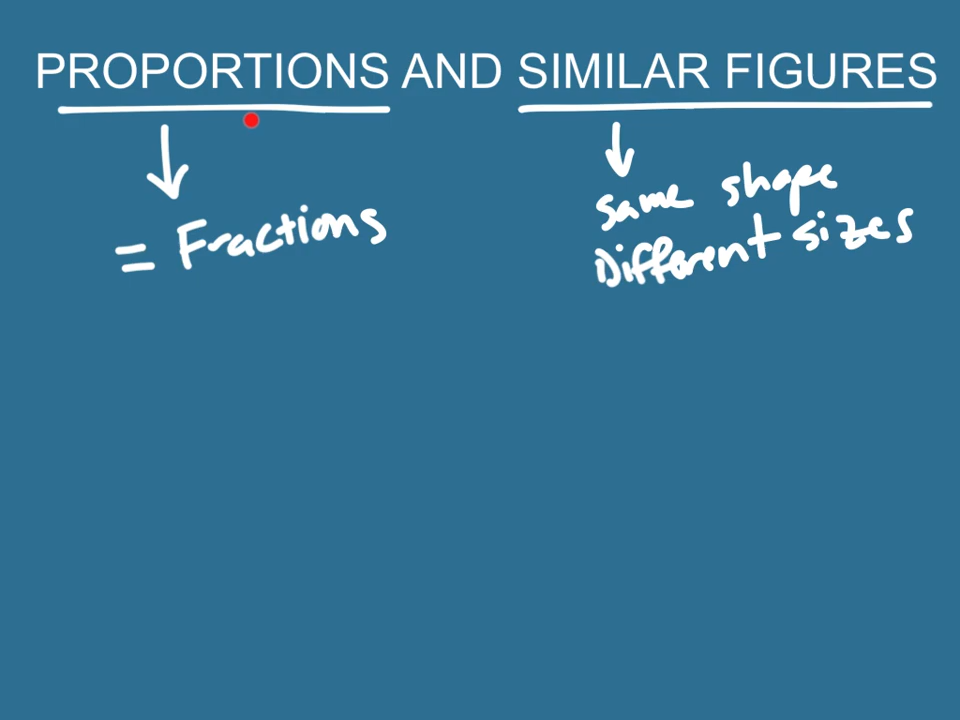 PROPORTIONS AND SIMILAR FIGURES
= Fractions
same shape
Different sizes